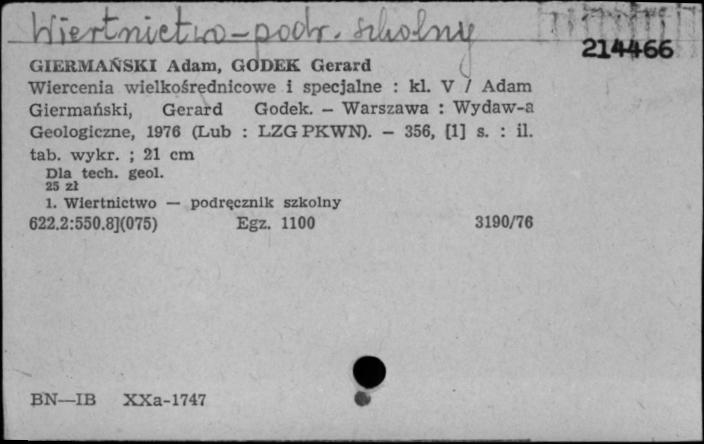 Wiertnictwo - podr. szkolny
214466
GIERMAŃSKI Adam, GODEK Gerard
Wiercenia wielkośrednicowe i specjalne : kl. V / Adam
Giermański, Gerard Godek. – Warszawa : Wydaw-a
Geologiczne, 1976 (Lub : LZG PKWN). – 356, [1] s. : il.
tab. wykr. ; 21 cm
Dla tech. geol.
25 zł
1. Wiertnictwo — podręcznik szkolny
622.2:550.8](075) Egz. 1100 3190/76
BN—IB XXa-1747